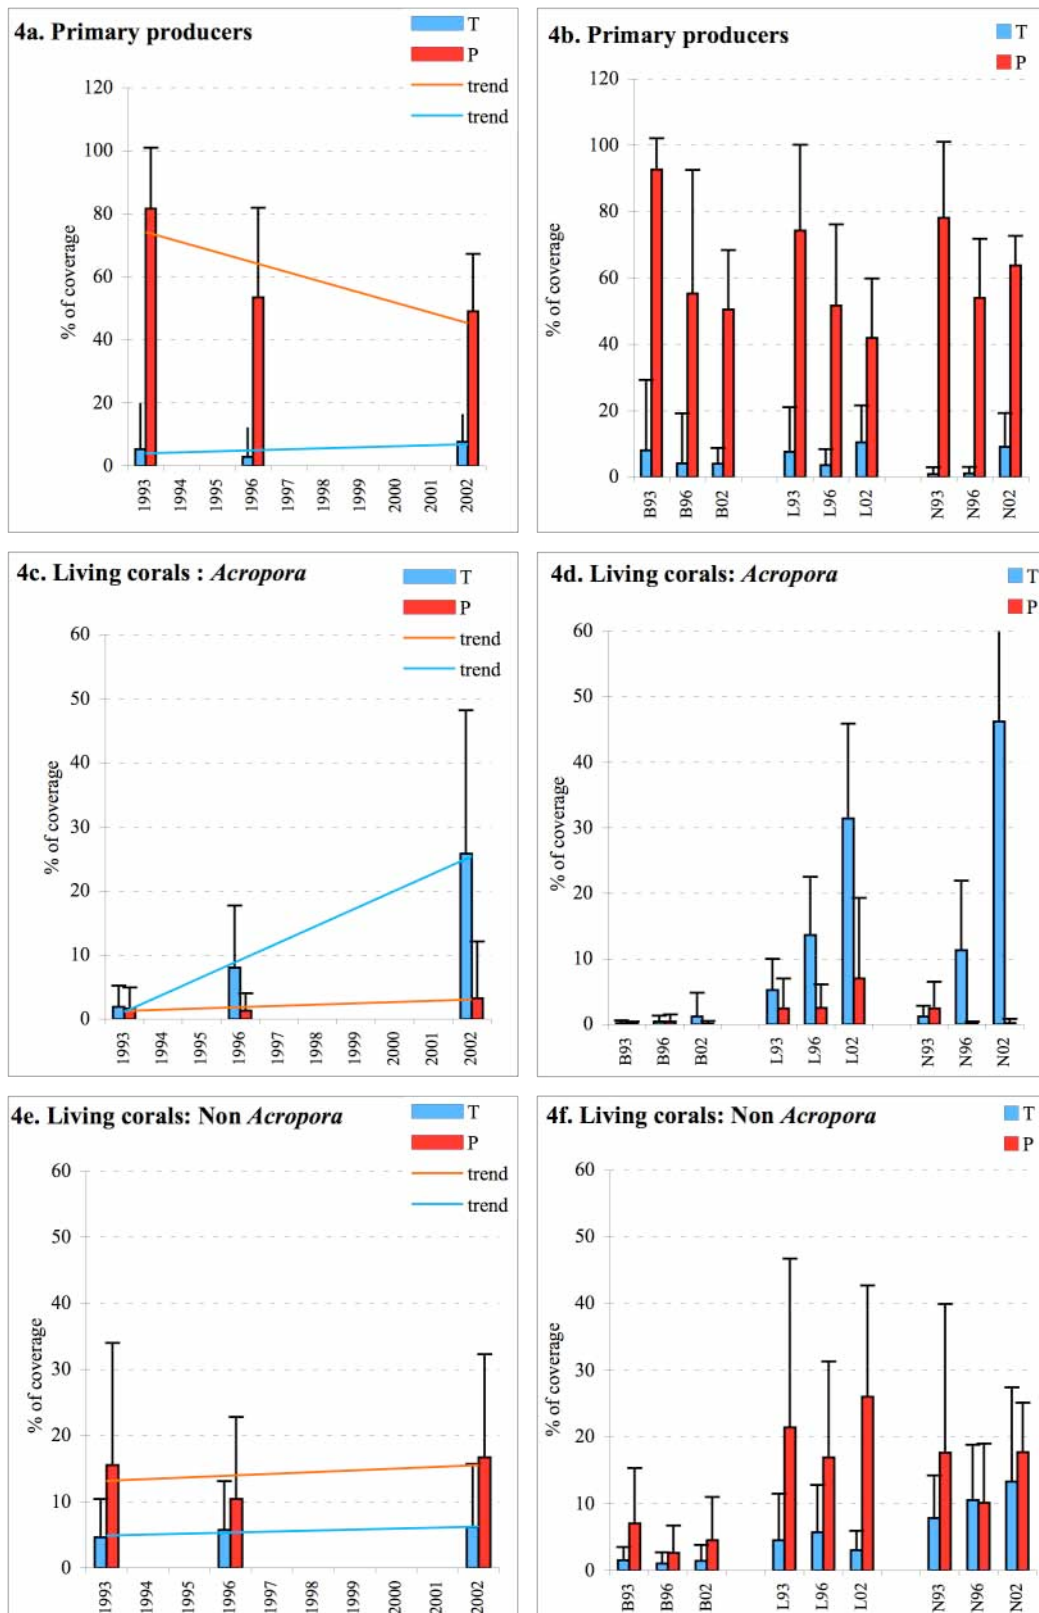 4a. Primary producers
T
P
trend
trend
% of coverage
120
100
80
60
40
20
0
1993
1994
1995
1996
1997
1998
1999
2000
2001
2002
4b. Primary producers
T
P
% of coverage
120
100
80
60
40
20
0
B93
B96
B02
L93
L96
L02
N93
N96
N02
4c. Living corals : Acropora
T
P
trend
trend
% of coverage
60
50
40
30
20
10
0
1993
1994
1995
1996
1997
1998
1999
2000
2001
2002
4d. Living corals: Acropora
T
P
% of coverage
60
50
40
30
20
10
0
B93
B96
B02
L93
L96
L02
N93
N96
N02
4e. Living corals: Non Acropora
T
P
trend
trend
% of coverage
60
50
40
30
20
10
0
1993
1994
1995
1996
1997
1998
1999
2000
2001
2002
4f. Living corals: Non Acropora
T
P
% of coverage
60
50
40
30
20
10
0
B93
B96
B02
L93
L96
L02
N93
N96
N02